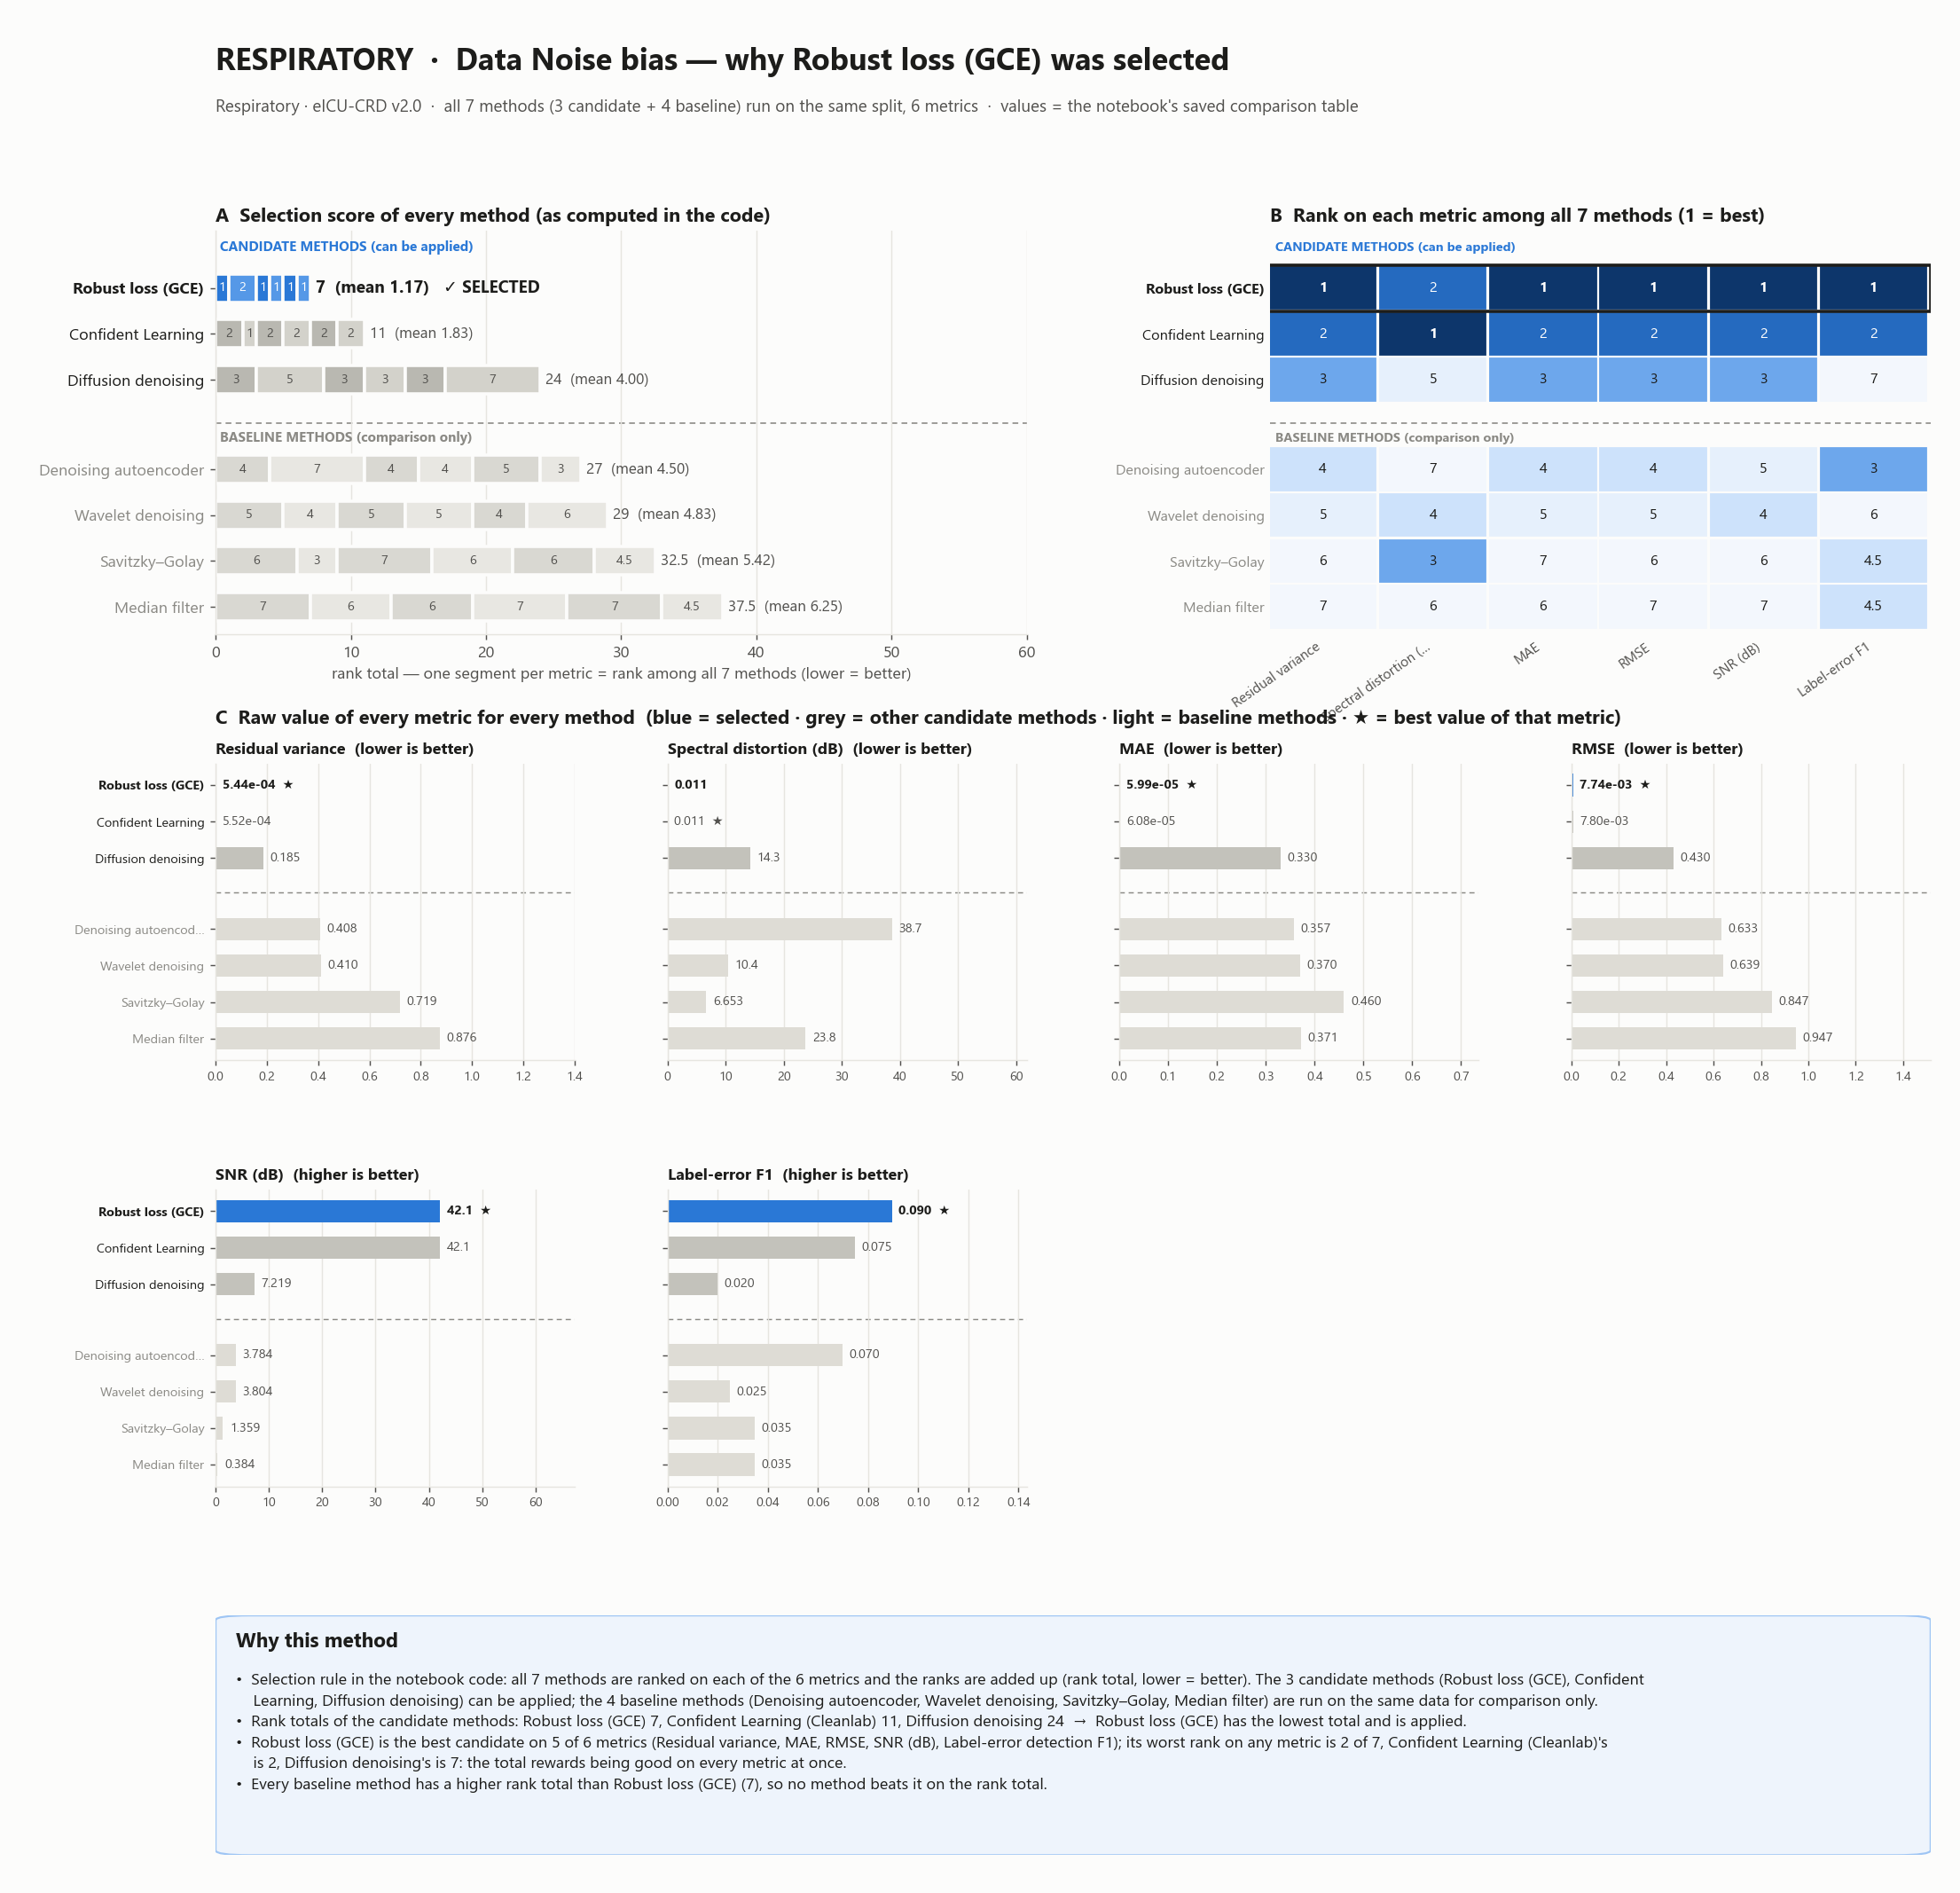 RESPIRATORY · Data Noise bias — why Robust loss (GCE) was selected
Respiratory · eICU-CRD v2.0 · all 7 methods (3 candidate + 4 baseline) run on the same split, 6 metrics · values = the notebook's saved comparison table
A Selection score of every method (as computed in the code)
CANDIDATE METHODS (can be applied)
Robust loss (GCE) 1 2 1 1 1 1 7 (mean 1.17) ✓ SELECTED
Confident Learning 2 1 2 2 2 2 11 (mean 1.83)
Diffusion denoising 3 5 3 3 3 7 24 (mean 4.00)
BASELINE METHODS (comparison only)
Denoising autoencoder 4 7 4 4 5 3 27 (mean 4.50)
Wavelet denoising 5 4 5 5 4 6 29 (mean 4.83)
Savitzky–Golay 6 3 7 6 6 4.5 32.5 (mean 5.42)
Median filter 7 6 6 7 7 4.5 37.5 (mean 6.25)
0 10 20 30 40 50 60
rank total — one segment per metric = rank among all 7 methods (lower = better)
B Rank on each metric among all 7 methods (1 = best)
CANDIDATE METHODS (can be applied)
Robust loss (GCE) 1 2 1 1 1 1
Confident Learning 2 1 2 2 2 2
Diffusion denoising 3 5 3 3 3 7
BASELINE METHODS (comparison only)
Denoising autoencoder 4 7 4 4 5 3
Wavelet denoising 5 4 5 5 4 6
Savitzky–Golay 6 3 7 6 6 4.5
Median filter 7 6 6 7 7 4.5
Residual variance
distortion (...
MAE
RMSE
SNR (dB)
Label-error F1
C Raw value of every metric for every method (blue = selected · grey = other candidate methods · light = baseline methods · ★ = best value of that metric)
Residual variance (lower is better)
Robust loss (GCE) 5.44e-04 ★
Confident Learning 5.52e-04
Diffusion denoising 0.185
Denoising autoencod... 0.408
Wavelet denoising 0.410
Savitzky–Golay 0.719
Median filter 0.876
0.0 0.2 0.4 0.6 0.8 1.0 1.2 1.4
Spectral distortion (dB) (lower is better)
0.011
0.011 ★
14.3
38.7
10.4
6.653
23.8
0 10 20 30 40 50 60
MAE (lower is better)
5.99e-05 ★
6.08e-05
0.330
0.357
0.370
0.460
0.371
0.0 0.1 0.2 0.3 0.4 0.5 0.6 0.7
RMSE (lower is better)
7.74e-03 ★
7.80e-03
0.430
0.633
0.639
0.847
0.947
0.0 0.2 0.4 0.6 0.8 1.0 1.2 1.4
SNR (dB) (higher is better)
Robust loss (GCE) 42.1 ★
Confident Learning 42.1
Diffusion denoising 7.219
Denoising autoencod... 3.784
Wavelet denoising 3.804
Savitzky–Golay 1.359
Median filter 0.384
0 10 20 30 40 50 60
Label-error F1 (higher is better)
0.090 ★
0.075
0.020
0.070
0.025
0.035
0.035
0.00 0.02 0.04 0.06 0.08 0.10 0.12 0.14
Why this method
• Selection rule in the notebook code: all 7 methods are ranked on each of the 6 metrics and the ranks are added up (rank total, lower = better). The 3 candidate methods (Robust loss (GCE), Confident
Learning, Diffusion denoising) can be applied; the 4 baseline methods (Denoising autoencoder, Wavelet denoising, Savitzky–Golay, Median filter) are run on the same data for comparison only.
• Rank totals of the candidate methods: Robust loss (GCE) 7, Confident Learning (Cleanlab) 11, Diffusion denoising 24 → Robust loss (GCE) has the lowest total and is applied.
• Robust loss (GCE) is the best candidate on 5 of 6 metrics (Residual variance, MAE, RMSE, SNR (dB), Label-error detection F1); its worst rank on any metric is 2 of 7, Confident Learning (Cleanlab)'s
is 2, Diffusion denoising's is 7: the total rewards being good on every metric at once.
• Every baseline method has a higher rank total than Robust loss (GCE) (7), so no method beats it on the rank total.